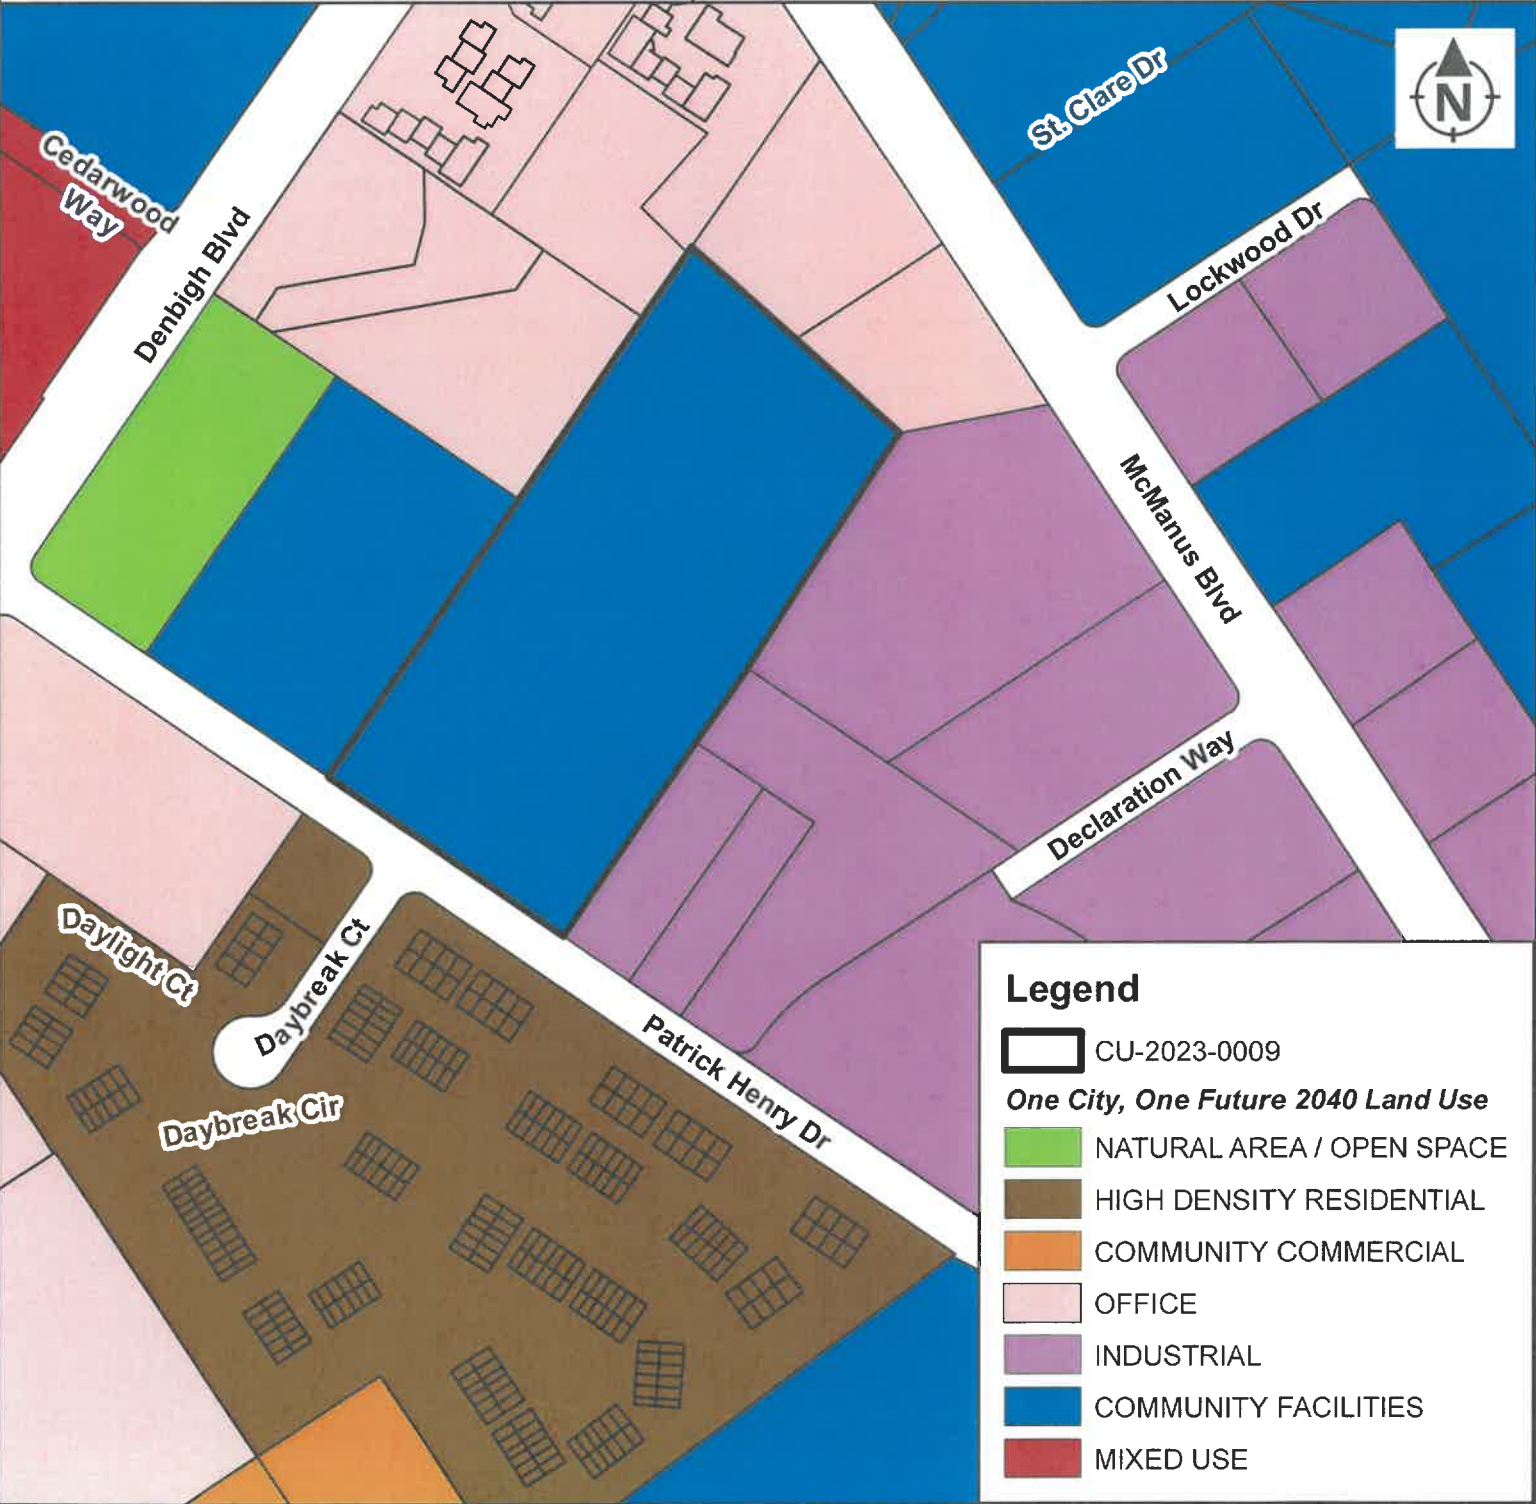 St. Clare Dr
N
Cedarwood
Way
Denbigh Blvd
Lockwood Dr
McManus Blvd
Declaration Way
Daylight Ct
Daybreak Ct
Patrick Henry Dr
Daybreak Cir
Legend
CU-2023-0009
One City, One Future 2040 Land Use
NATURAL AREA / OPEN SPACE
HIGH DENSITY RESIDENTIAL
COMMUNITY COMMERCIAL
OFFICE
INDUSTRIAL
COMMUNITY FACILITIES
MIXED USE